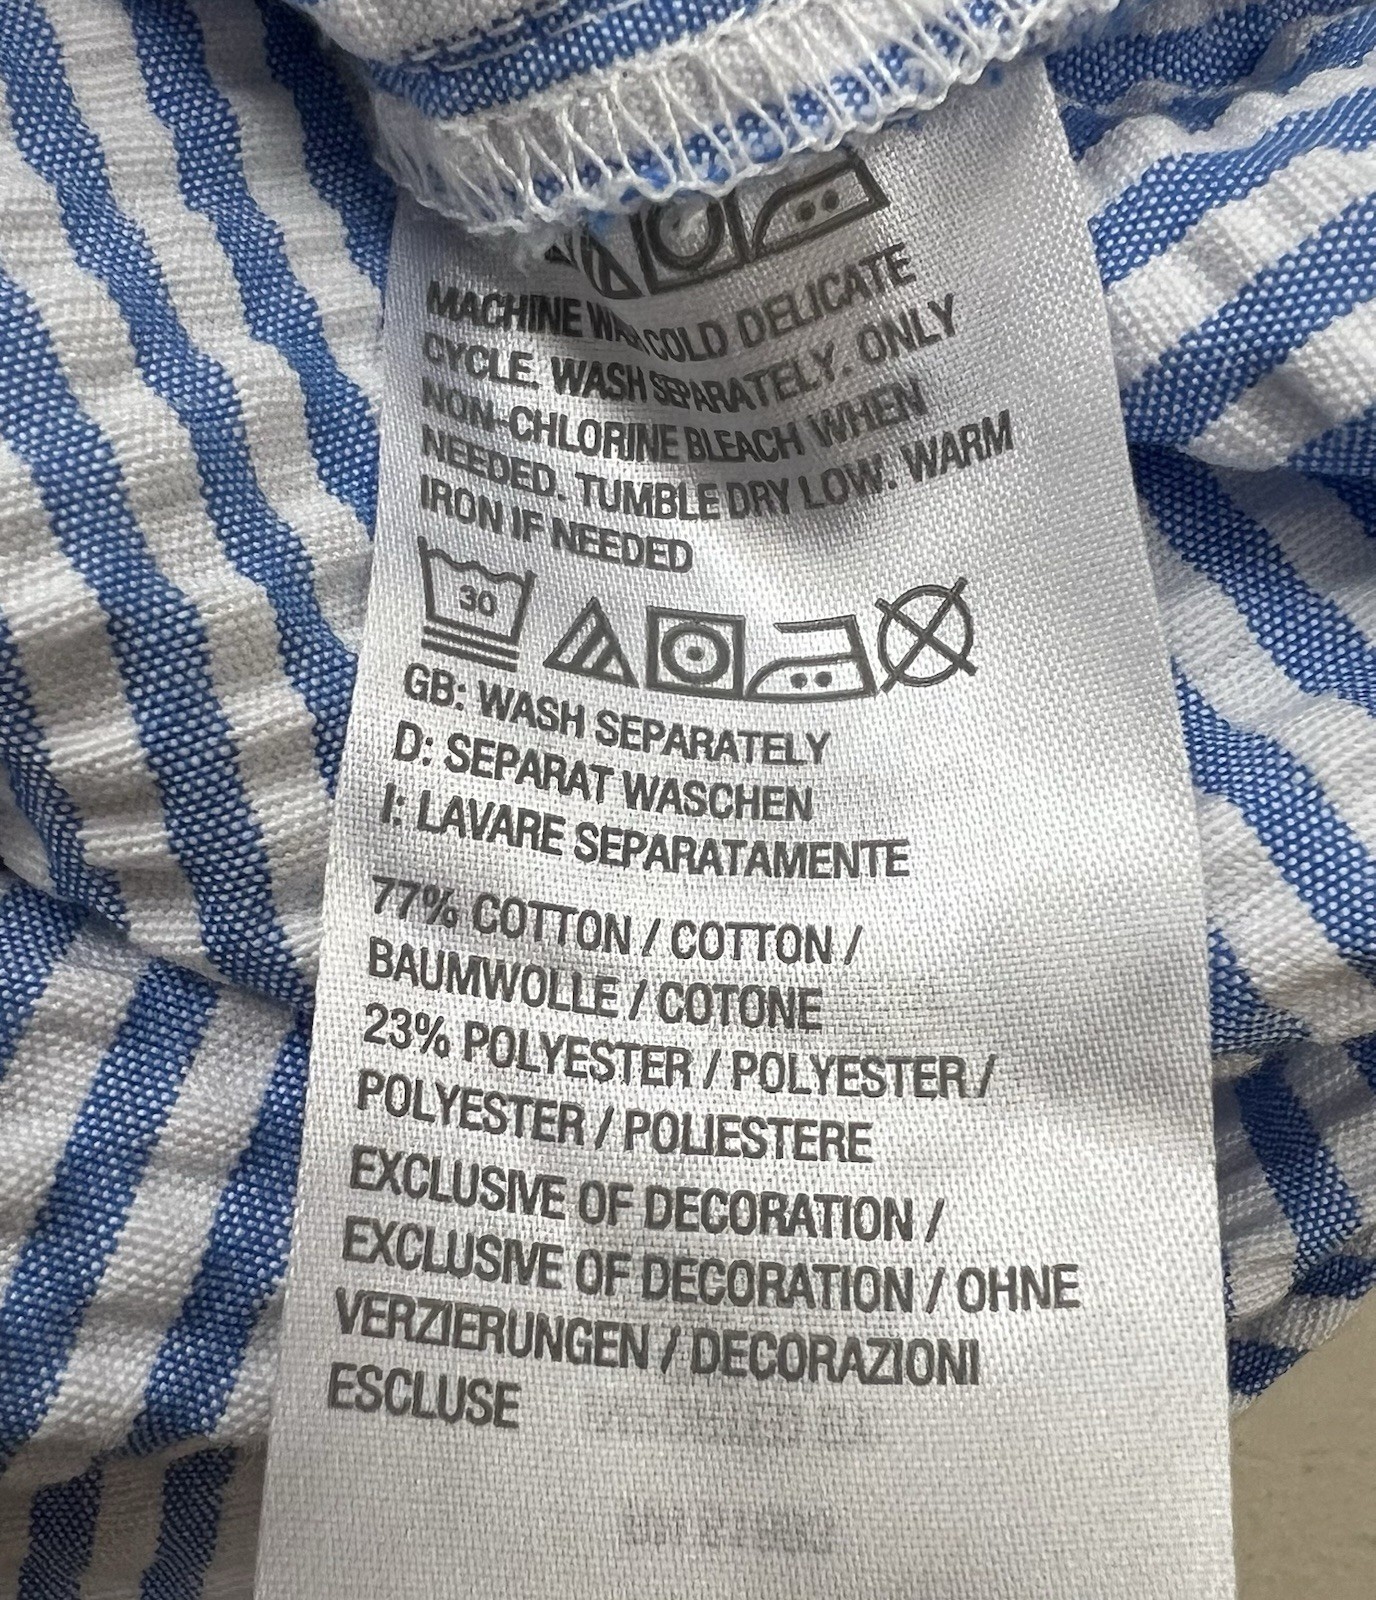 MACHINE WASH COLD DELICATE
CYCLE. WASH SEPARATELY. ONLY
NON-CHLORINE BLEACH WHEN
NEEDED. TUMBLE DRY LOW. WARM
IRON IF NEEDED
30
GB: WASH SEPARATELY
D: SEPARAT WASCHEN
I: LAVARE SEPARATAMENTE
77% COTTON / COTTON /
BAUMWOLLE / COTONE
23% POLYESTER / POLYESTER /
POLYESTER / POLIESTERE
EXCLUSIVE OF DECORATION /
EXCLUSIVE OF DECORATION / OHNE
VERZIERUNGEN / DECORAZIONI
ESCLUSE